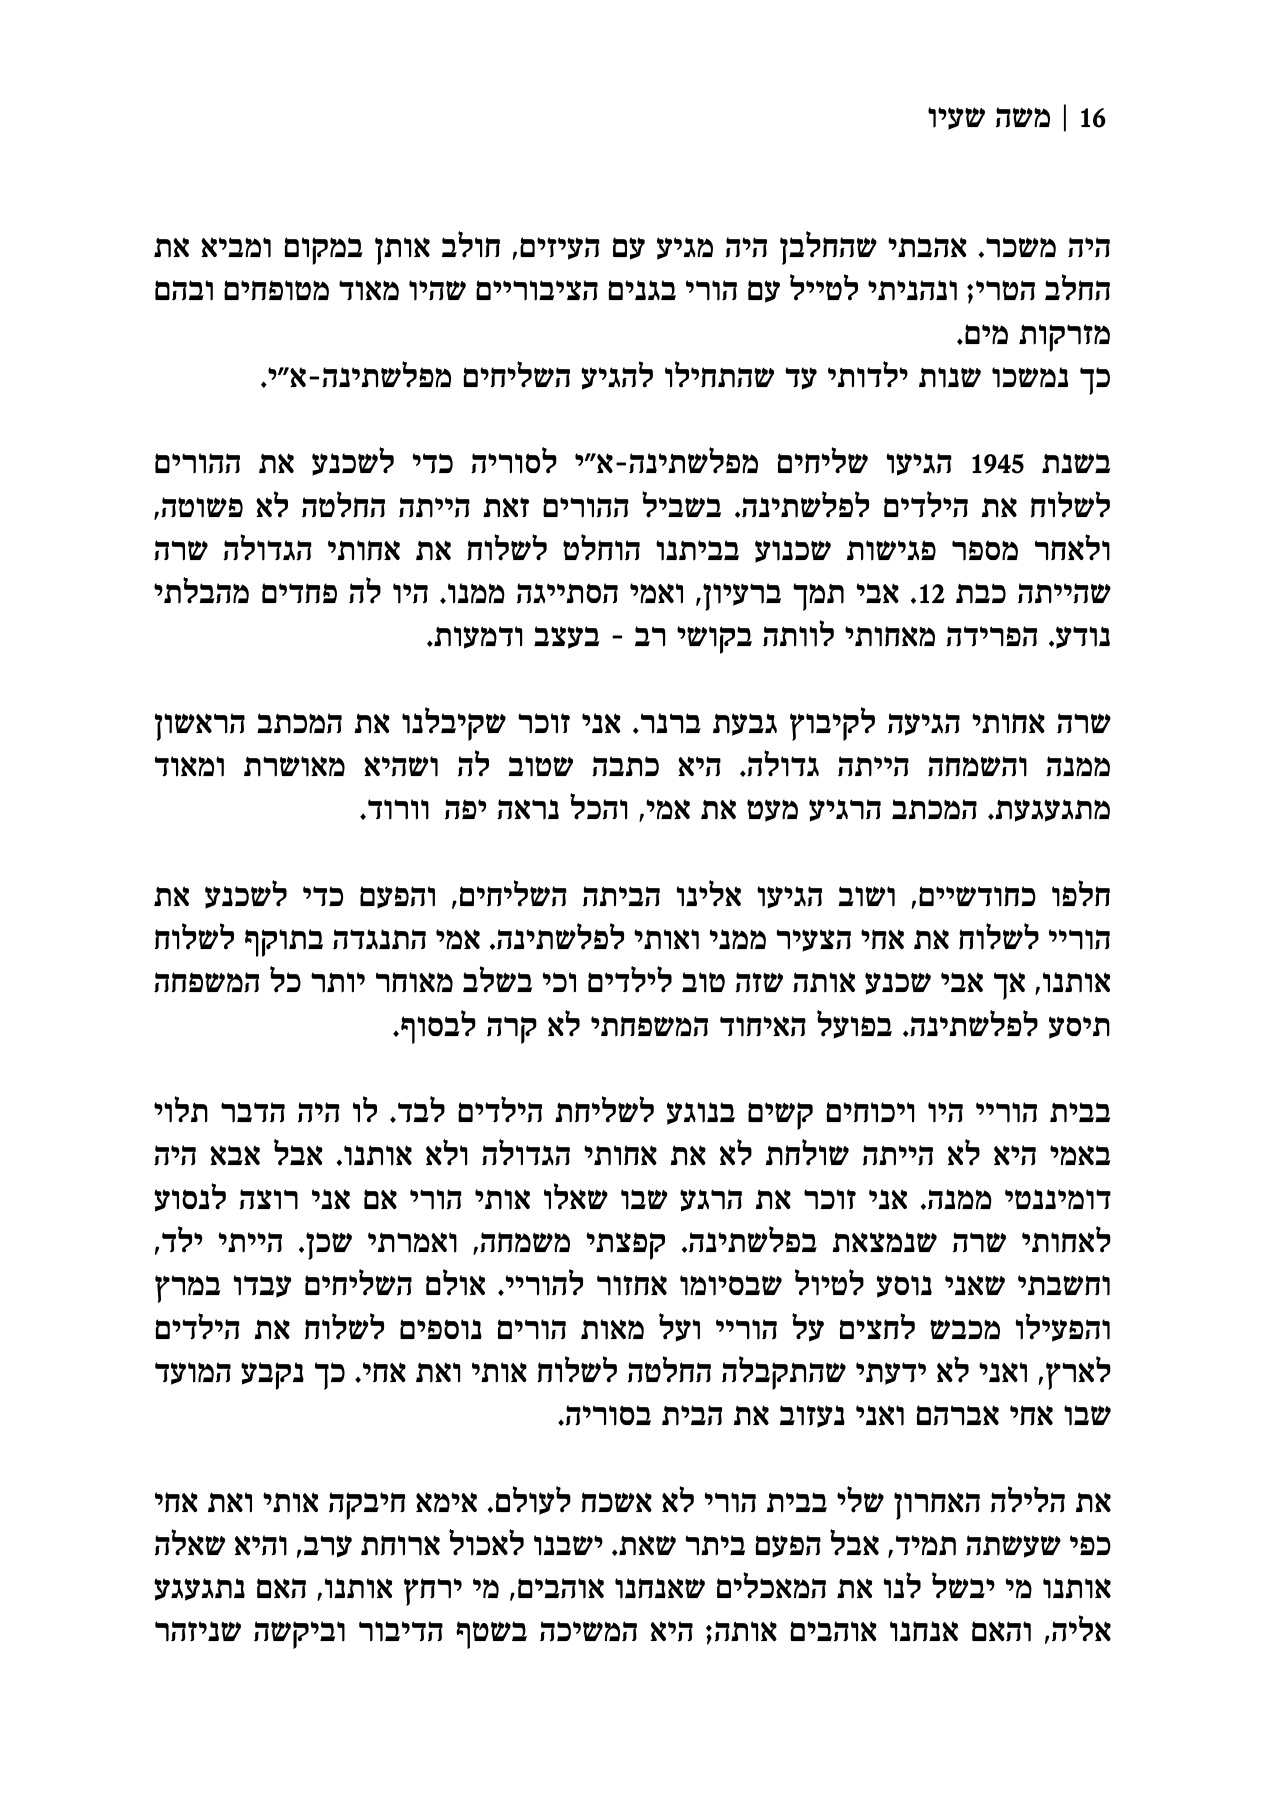 16 | משה שעיו
היה משכר. אהבתי שהחלבן היה מגיע עם העיזים, חולב אותן במקום ומביא את
החלב הטרי; ונהניתי לטייל עם הורי בגנים הציבוריים שהיו מאוד מטופחים ובהם
מזרקות מים.
כך נמשכו שנות ילדותי עד שהתחילו להגיע השליחים מפלשתינה-א״י.
בשנת 1945 הגיעו שליחים מפלשתינה-א״י לסוריה כדי לשכנע את ההורים
לשלוח את הילדים לפלשתינה. בשביל ההורים זאת הייתה החלטה לא פשוטה,
ולאחר מספר פגישות שכנוע בביתנו הוחלט לשלוח את אחותי הגדולה שרה
שהייתה כבת 12. אבי תמך ברעיון, ואמי הסתייגה ממנו. היו לה פחדים מהבלתי
נודע. הפרידה מאחותי לוותה בקושי רב - בעצב ודמעות.
שרה אחותי הגיעה לקיבוץ גבעת ברנר. אני זוכר שקיבלנו את המכתב הראשון
ממנה והשמחה הייתה גדולה. היא כתבה שטוב לה ושהיא מאושרת ומאוד
מתגעגעת. המכתב הרגיע מעט את אמי, והכל נראה יפה וורוד.
חלפו כחודשיים, ושוב הגיעו אלינו הביתה השליחים, והפעם כדי לשכנע את
הוריי לשלוח את אחי הצעיר ממני ואותי לפלשתינה. אמי התנגדה בתוקף לשלוח
אותנו, אך אבי שכנע אותה שזה טוב לילדים וכי בשלב מאוחר יותר כל המשפחה
תיסע לפלשתינה. בפועל האיחוד המשפחתי לא קרה לבסוף.
בבית הוריי היו ויכוחים קשים בנוגע לשליחת הילדים לבד. לו היה הדבר תלוי
באמי היא לא הייתה שולחת לא את אחותי הגדולה ולא אותנו. אבל אבא היה
דומיננטי ממנה. אני זוכר את הרגע שבו שאלו אותי הורי אם אני רוצה לנסוע
לאחותי שרה שנמצאת בפלשתינה. קפצתי משמחה, ואמרתי שכן. הייתי ילד,
וחשבתי שאני נוסע לטיול שבסיומו אחזור להוריי. אולם השליחים עבדו במרץ
והפעילו מכבש לחצים על הוריי ועל מאות הורים נוספים לשלוח את הילדים
לארץ, ואני לא ידעתי שהתקבלה החלטה לשלוח אותי ואת אחי. כך נקבע המועד
שבו אחי אברהם ואני נעזוב את הבית בסוריה.
את הלילה האחרון שלי בבית הורי לא אשכח לעולם. אימא חיבקה אותי ואת אחי
כפי שעשתה תמיד, אבל הפעם ביתר שאת. ישבנו לאכול ארוחת ערב, והיא שאלה
אותנו מי יבשל לנו את המאכלים שאנחנו אוהבים, מי ירחץ אותנו, האם נתגעגע
אליה, והאם אנחנו אוהבים אותה; היא המשיכה בשטף הדיבור וביקשה שניזהר